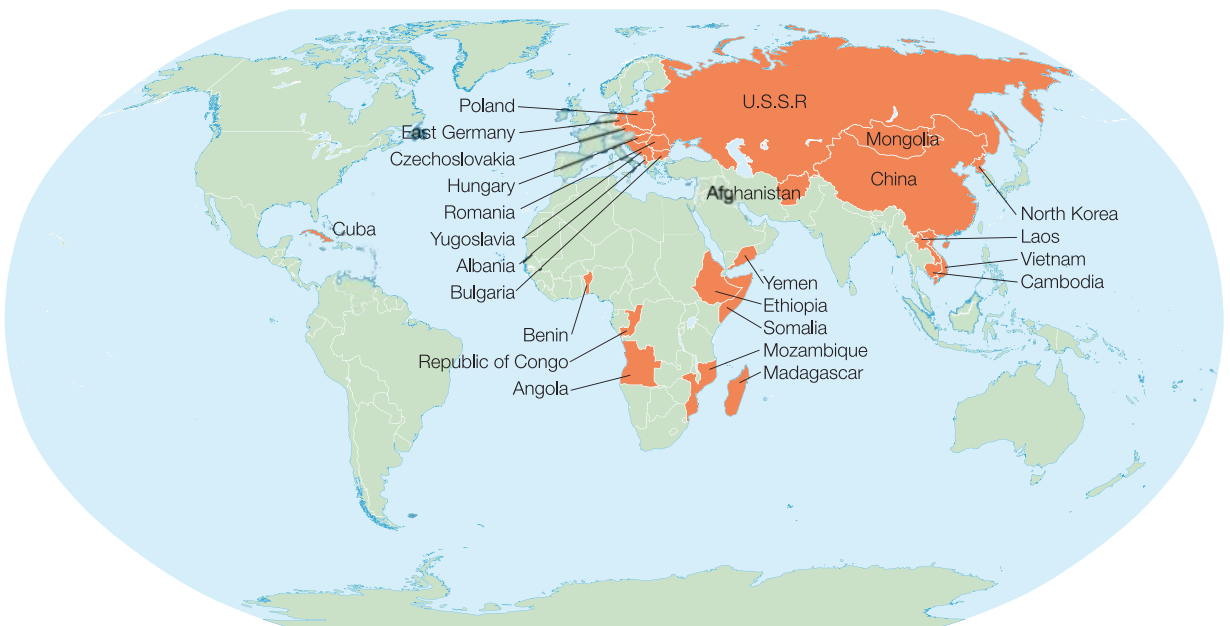 Poland
East Germany
Czechoslovakia
Hungary
Romania
Yugoslavia
Albania
Bulgaria
Cuba
Benin
Republic of Congo
Angola
U.S.S.R
Mongolia
China
Afghanistan
North Korea
Laos
Vietnam
Cambodia
Yemen
Ethiopia
Somalia
Mozambique
Madagascar